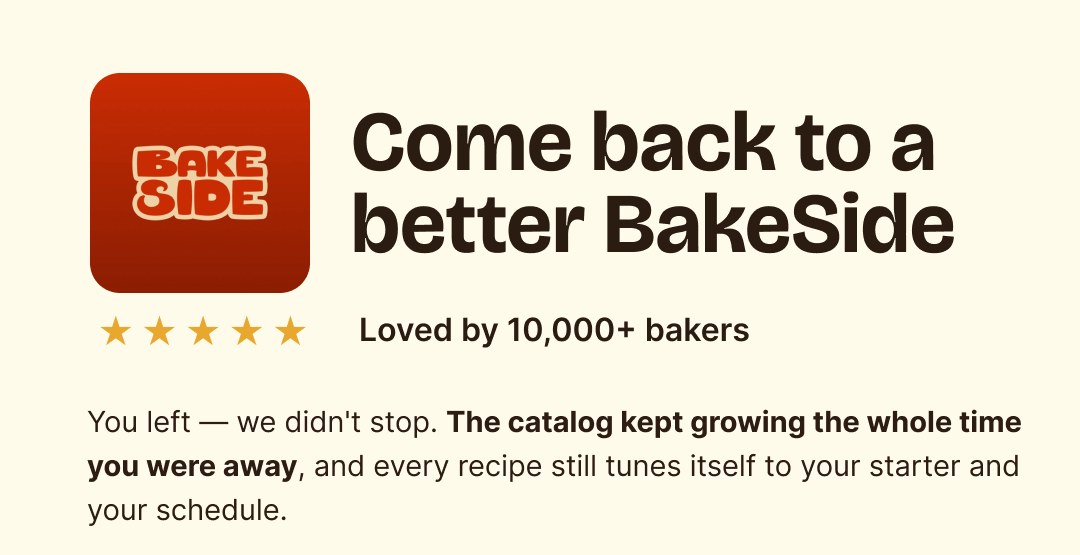 BAKE
SIDE
Come back to a
better BakeSide
★★★★★ Loved by 10,000+ bakers
You left — we didn't stop. The catalog kept growing the whole time
you were away, and every recipe still tunes itself to your starter and
your schedule.